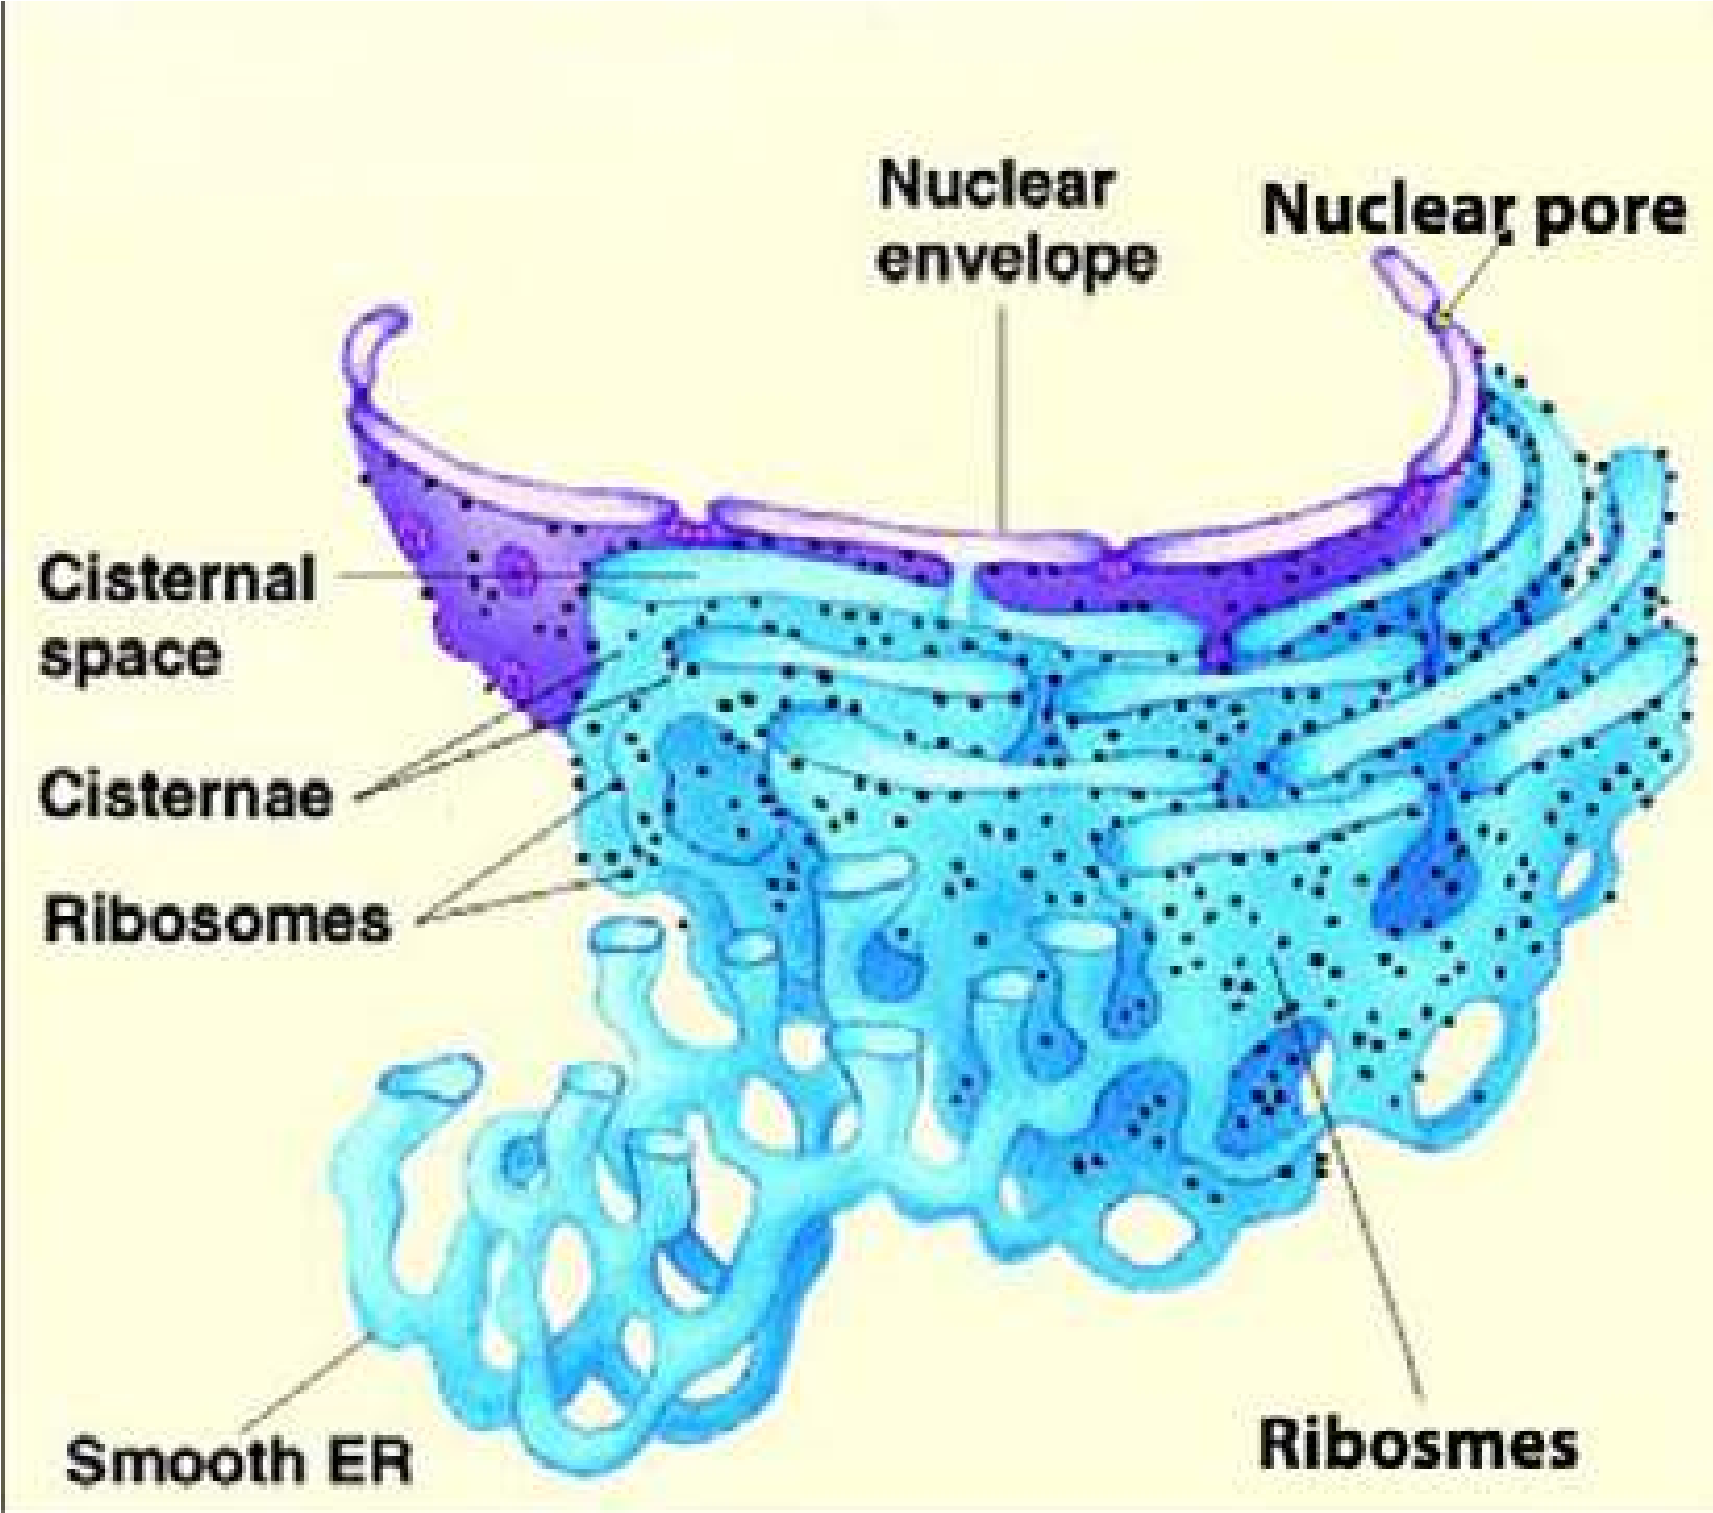 Nuclear
envelope
Nuclear pore
Cisternal
space
Cisternae
Ribosomes
Smooth ER
Ribosmes